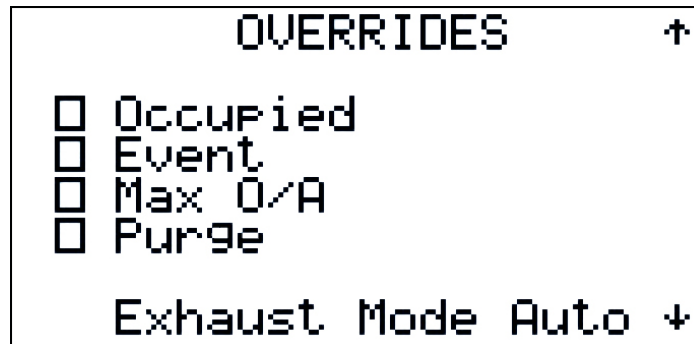 OVERRIDES ↑
☐ Occupied
☐ Event
☐ Max O/A
☐ Purge
Exhaust Mode Auto ↓